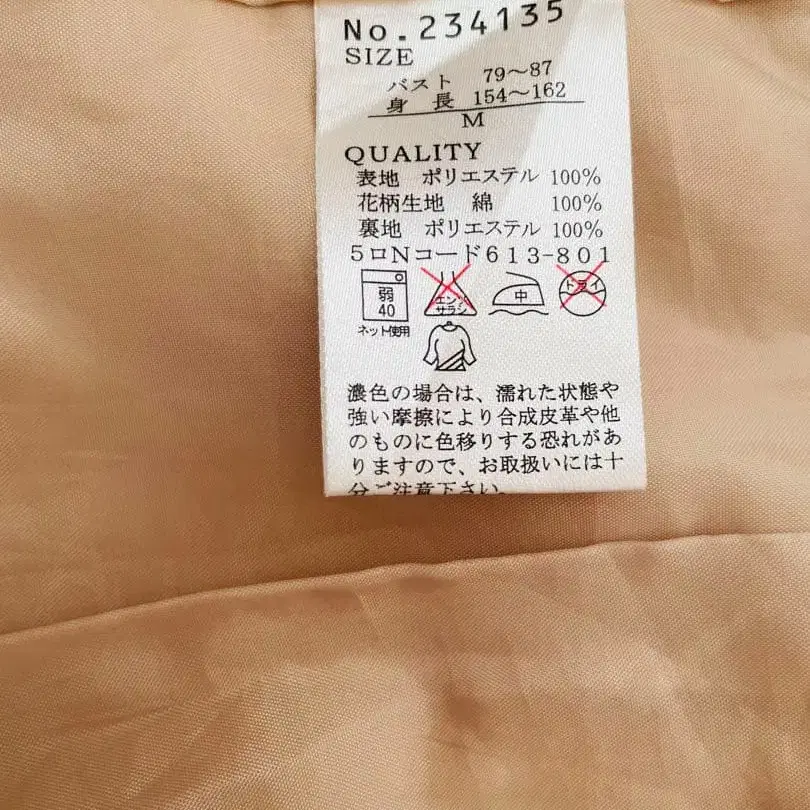 No.234135
SIZE
バスト 79〜87
身長 154〜162
M
QUALITY
表地 ポリエステル 100%
花柄生地 綿 100%
裏地 ポリエステル 100%
5ロNコード613-801
弱
40
ネット使用
エンソ
サラシ
中
ドライ
濃色の場合は、濡れた状態や
強い摩擦により合成皮革や他
のものに色移りする恐れがあ
りますので、お取扱いには十
分ご注意下さい。